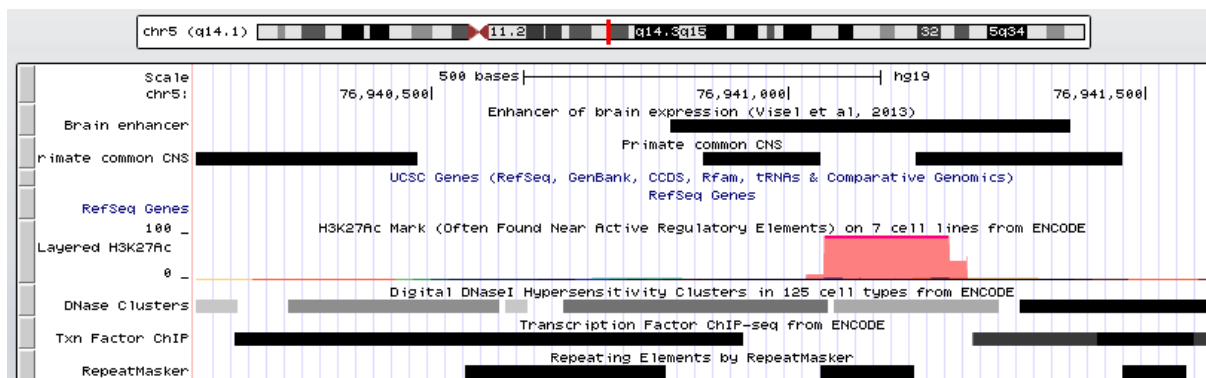 chr5 (q14.1) 11.2 q14.3q15 32 5q34
Scale 500 bases hg19
chr5: 76,940,500| 76,941,000| 76,941,500|
Enhancer of brain expression (Visel et al, 2013)
Brain enhancer
Primate common CNS
rimate common CNS
UCSC Genes (RefSeq, GenBank, CCDS, Rfam, tRNAs & Comparative Genomics)
RefSeq Genes
RefSeq Genes
100 _
H3K27Ac Mark (Often Found Near Active Regulatory Elements) on 7 cell lines from ENCODE
Layered H3K27Ac
0 _
Digital DNaseI Hypersensitivity Clusters in 125 cell types from ENCODE
DNase Clusters
Transcription Factor ChIP-seq from ENCODE
Txn Factor ChIP
Repeating Elements by RepeatMasker
RepeatMasker